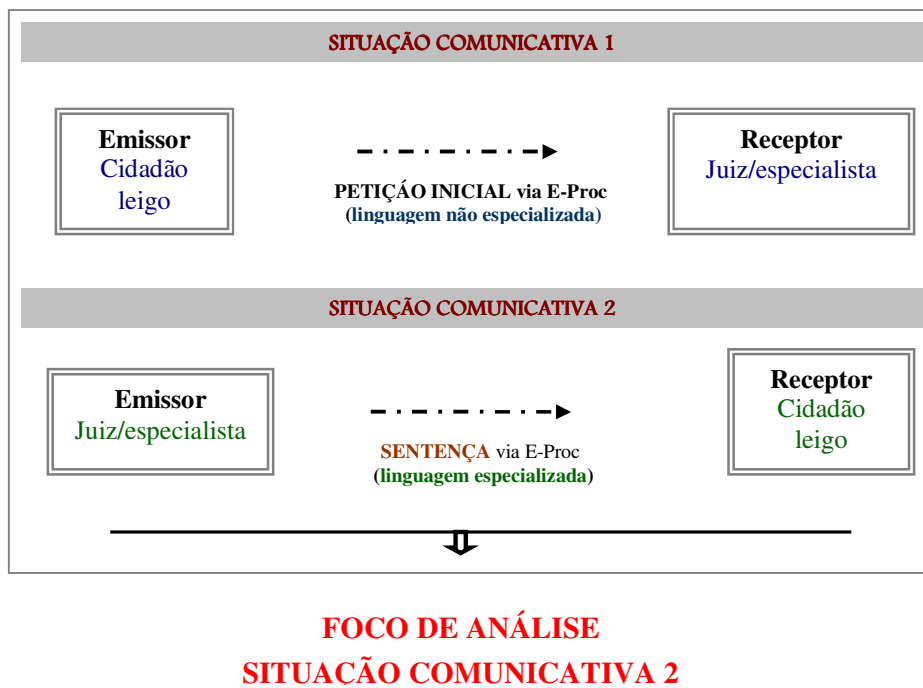 SITUAÇÃO COMUNICATIVA 1
Emissor
Cidadão
leigo
PETIÇÁO INICIAL via E-Proc
(linguagem não especializada)
Receptor
Juiz/especialista
SITUAÇÃO COMUNICATIVA 2
Emissor
Juiz/especialista
SENTENÇA via E-Proc
(linguagem especializada)
Receptor
Cidadão
leigo
FOCO DE ANÁLISE
SITUAÇÃO COMUNICATIVA 2